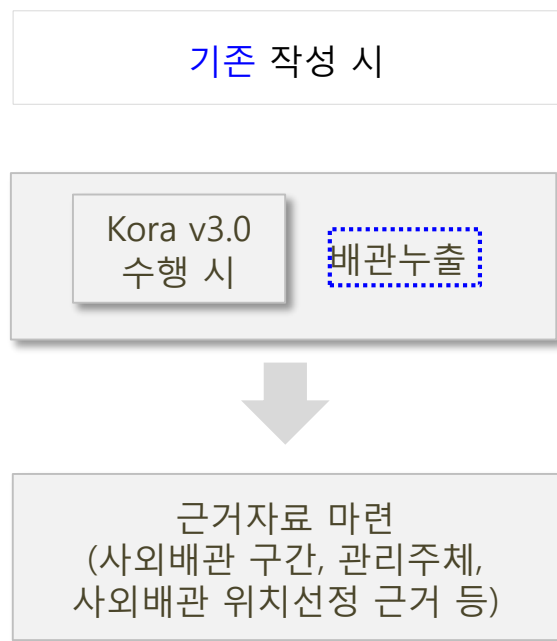 기존 작성 시
Kora v3.0
수행 시
배관누출
근거자료 마련
(사외배관 구간, 관리주체,
사외배관 위치선정 근거 등)